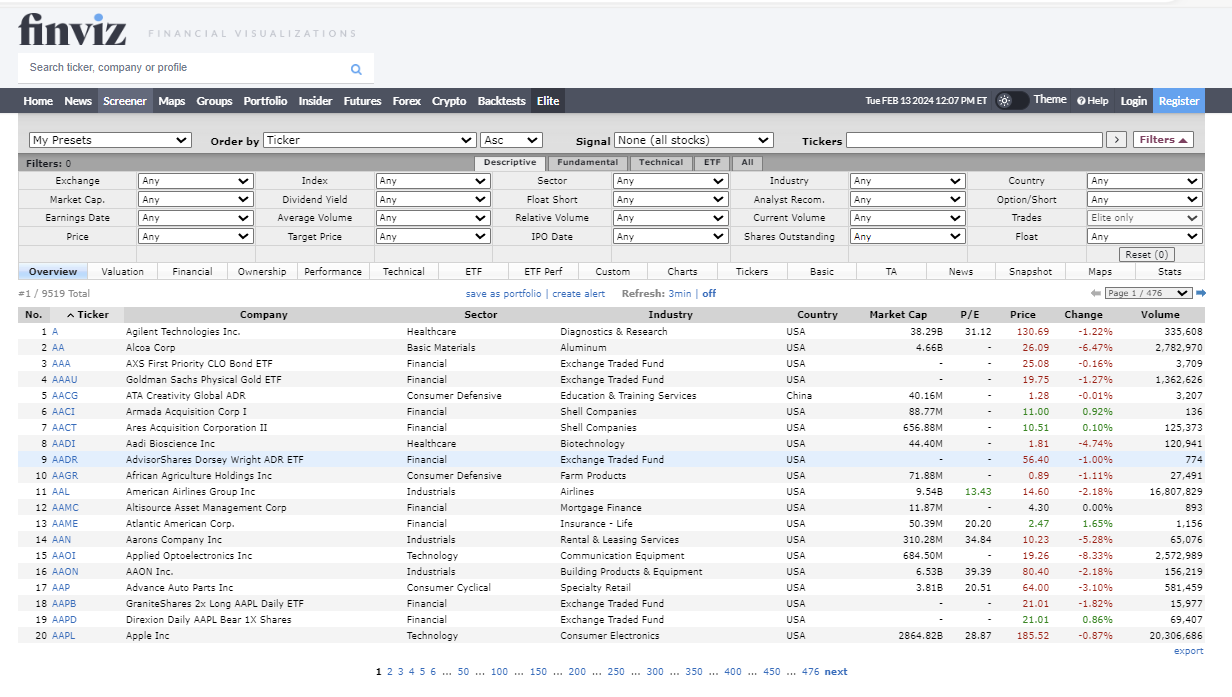 finviz FINANCIAL VISUALIZATIONS
Search ticker, company or profile
Home News Screener Maps Groups Portfolio Insider Futures Forex Crypto Backtests Elite Tue FEB 13 2024 12:07 PM ET Theme Help Login Register
My Presets Order by Ticker Asc Signal None (all stocks) Tickers > Filters
Filters: 0 Descriptive Fundamental Technical ETF All
Exchange Any Index Any Sector Any Industry Any Country Any
Market Cap. Any Dividend Yield Any Float Short Any Analyst Recom. Any Option/Short Any
Earnings Date Any Average Volume Any Relative Volume Any Current Volume Any Trades Elite only
Price Any Target Price Any IPO Date Any Shares Outstanding Any Float Any
Reset (0)
Overview Valuation Financial Ownership Performance Technical ETF ETF Perf Custom Charts Tickers Basic TA News Snapshot Maps Stats
#1 / 9519 Total save as portfolio | create alert Refresh: 3min | off Page 1 / 476
No. Ticker Company Sector Industry Country Market Cap P/E Price Change Volume
1 A Agilent Technologies Inc. Healthcare Diagnostics & Research USA 38.29B 31.12 130.69 -1.22% 335,608
2 AA Alcoa Corp Basic Materials Aluminum USA 4.66B - 26.09 -6.47% 2,782,970
3 AAA AXS First Priority CLO Bond ETF Financial Exchange Traded Fund USA - - 25.08 -0.16% 3,709
4 AAAU Goldman Sachs Physical Gold ETF Financial Exchange Traded Fund USA - - 19.75 -1.27% 1,362,626
5 AACG ATA Creativity Global ADR Consumer Defensive Education & Training Services China 40.16M - 1.28 -0.01% 3,207
6 AACI Armada Acquisition Corp I Financial Shell Companies USA 88.77M - 11.00 0.92% 136
7 AACT Ares Acquisition Corporation II Financial Shell Companies USA 656.88M - 10.51 0.10% 125,373
8 AADI Aadi Bioscience Inc Healthcare Biotechnology USA 44.40M - 1.81 -4.74% 120,941
9 AADR AdvisorShares Dorsey Wright ADR ETF Financial Exchange Traded Fund USA - - 56.40 -1.00% 774
10 AAGR African Agriculture Holdings Inc Consumer Defensive Farm Products USA 71.88M - 0.89 -1.11% 27,491
11 AAL American Airlines Group Inc Industrials Airlines USA 9.54B 13.43 14.60 -2.18% 16,807,829
12 AAMC Altisource Asset Management Corp Financial Mortgage Finance USA 11.87M - 4.30 0.00% 893
13 AAME Atlantic American Corp. Financial Insurance - Life USA 50.39M 20.20 2.47 1.65% 1,156
14 AAN Aarons Company Inc Industrials Rental & Leasing Services USA 310.28M 34.84 10.23 -5.28% 65,076
15 AAOI Applied Optoelectronics Inc Technology Communication Equipment USA 684.50M - 19.26 -8.33% 2,572,989
16 AAON AAON Inc. Industrials Building Products & Equipment USA 6.53B 39.39 80.40 -2.18% 156,219
17 AAP Advance Auto Parts Inc Consumer Cyclical Specialty Retail USA 3.81B 20.51 64.00 -3.10% 581,459
18 AAPB GraniteShares 2x Long AAPL Daily ETF Financial Exchange Traded Fund USA - - 21.01 -1.82% 15,977
19 AAPD Direxion Daily AAPL Bear 1X Shares Financial Exchange Traded Fund USA - - 21.01 0.86% 69,407
20 AAPL Apple Inc Technology Consumer Electronics USA 2864.82B 28.87 185.52 -0.87% 20,306,686
export
1 2 3 4 5 6 ... 50 ... 100 ... 150 ... 200 ... 250 ... 300 ... 350 ... 400 ... 450 ... 476 next